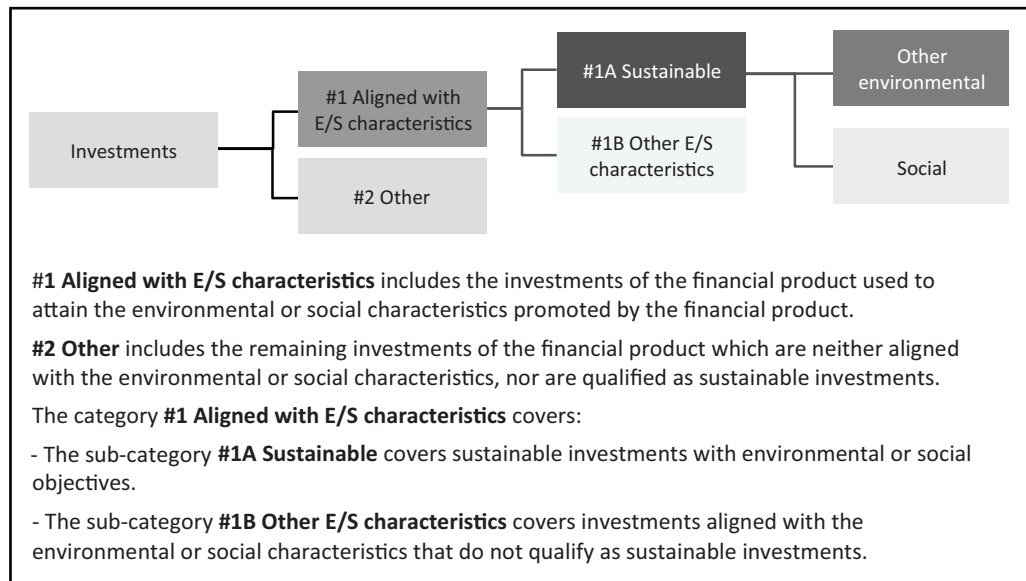 Investments
#1 Aligned with
E/S characteristics
#2 Other
#1A Sustainable
#1B Other E/S
characteristics
Other
environmental
Social
#1 Aligned with E/S characteristics includes the investments of the financial product used to
attain the environmental or social characteristics promoted by the financial product.
#2 Other includes the remaining investments of the financial product which are neither aligned
with the environmental or social characteristics, nor are qualified as sustainable investments.
The category #1 Aligned with E/S characteristics covers:
- The sub-category #1A Sustainable covers sustainable investments with environmental or social
objectives.
- The sub-category #1B Other E/S characteristics covers investments aligned with the
environmental or social characteristics that do not qualify as sustainable investments.